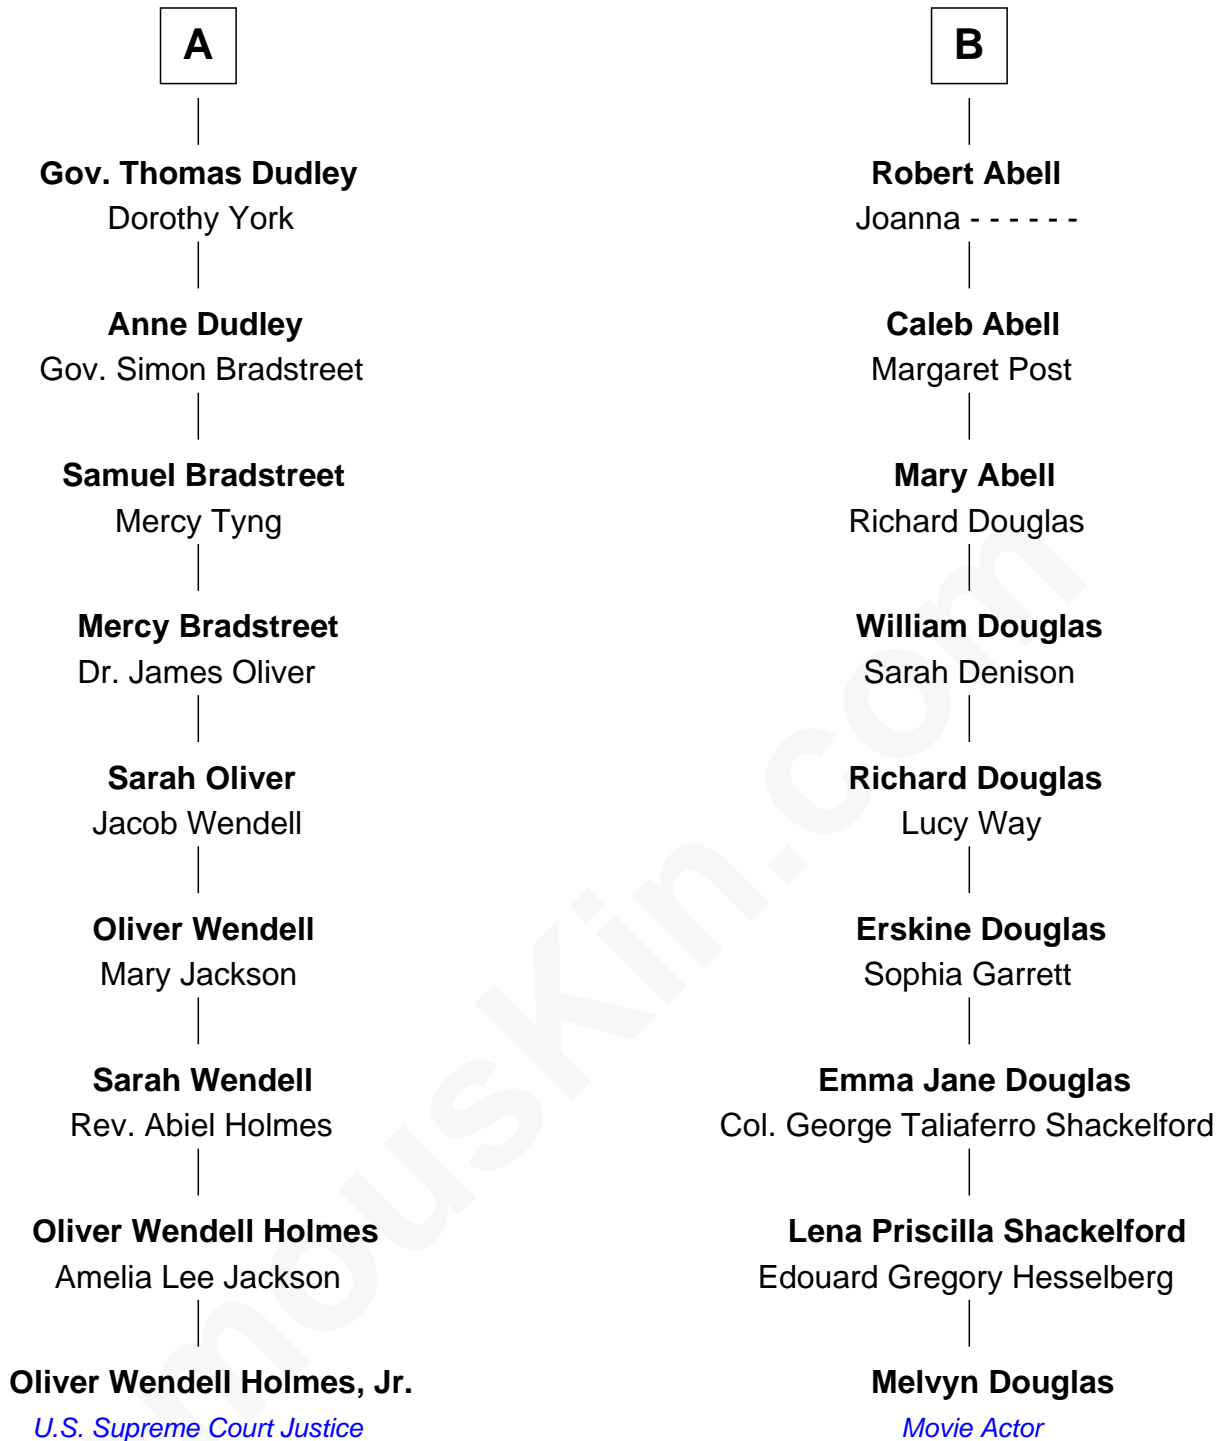 A
Gov. Thomas Dudley
Dorothy York
Anne Dudley
Gov. Simon Bradstreet
Samuel Bradstreet
Mercy Tyng
Mercy Bradstreet
Dr. James Oliver
Sarah Oliver
Jacob Wendell
Oliver Wendell
Mary Jackson
Sarah Wendell
Rev. Abiel Holmes
Oliver Wendell Holmes
Amelia Lee Jackson
Oliver Wendell Holmes, Jr.
U.S. Supreme Court Justice
B
Robert Abell
Joanna - - - - - -
Caleb Abell
Margaret Post
Mary Abell
Richard Douglas
William Douglas
Sarah Denison
Richard Douglas
Lucy Way
Erskine Douglas
Sophia Garrett
Emma Jane Douglas
Col. George Taliaferro Shackelford
Lena Priscilla Shackelford
Edouard Gregory Hesselberg
Melvyn Douglas
Movie Actor
mouskin.com